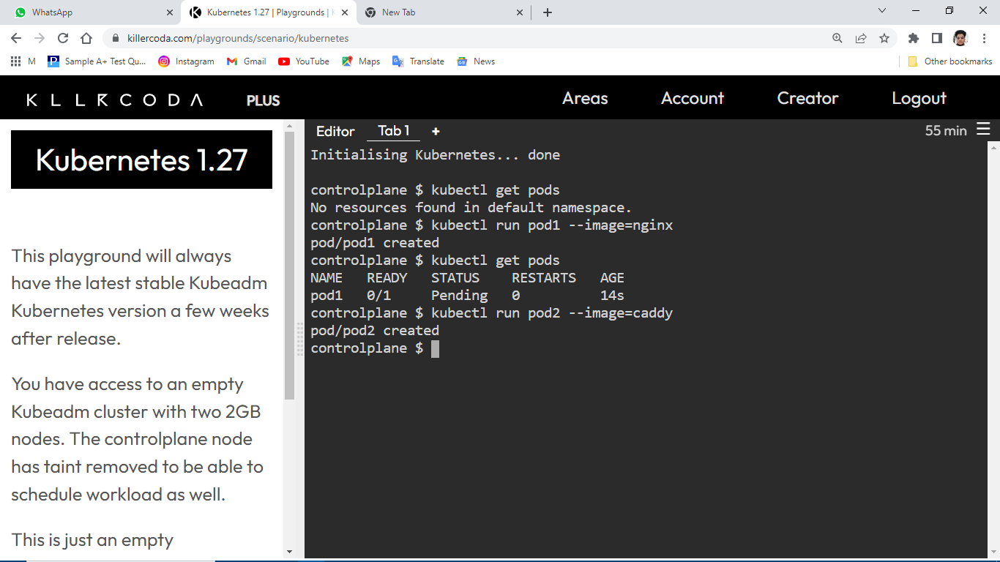 WhatsApp
Kubernetes 1.27 | Playgrounds |
New Tab
killercoda.com/playgrounds/scenario/kubernetes
M
Sample A+ Test Qu...
Instagram
Gmail
YouTube
Maps
Translate
News
Other bookmarks
KILLERCODA
PLUS
Areas
Account
Creator
Logout
Kubernetes 1.27
This playground will always
have the latest stable Kubeadm
Kubernetes version a few weeks
after release.
You have access to an empty
Kubeadm cluster with two 2GB
nodes. The controlplane node
has taint removed to be able to
schedule workload as well.
This is just an empty
Editor
Tab 1
+
55 min
Initialising Kubernetes... done
controlplane $ kubectl get pods
No resources found in default namespace.
controlplane $ kubectl run pod1 --image=nginx
pod/pod1 created
controlplane $ kubectl get pods
NAME READY STATUS RESTARTS AGE
pod1 0/1 Pending 0 14s
controlplane $ kubectl run pod2 --image=caddy
pod/pod2 created
controlplane $